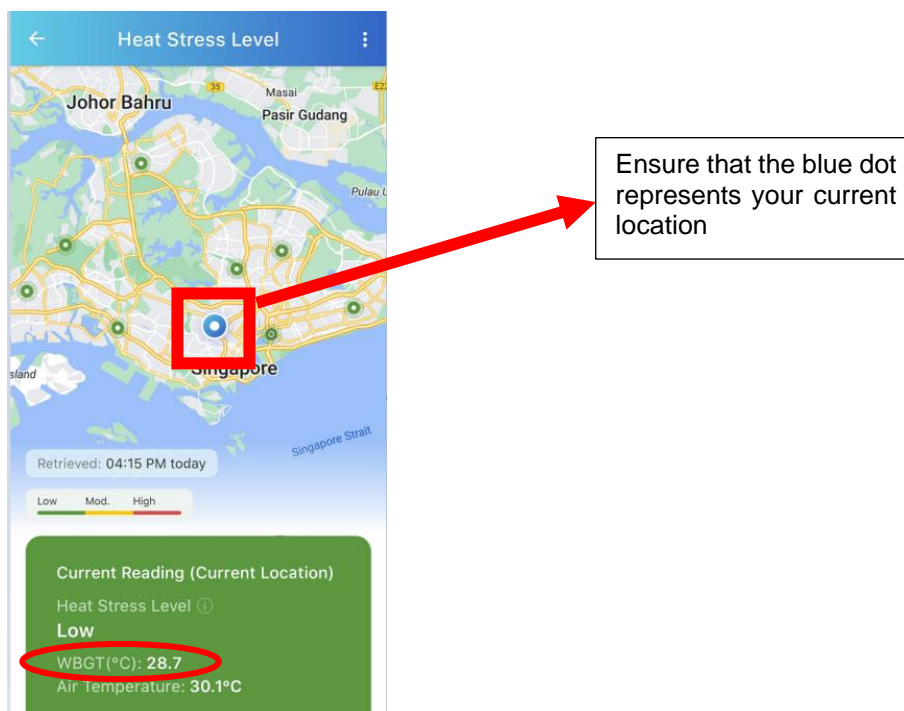 Heat Stress Level
35
Masai
E22
Johor Bahru
Pasir Gudang
Pulau U
Ensure that the blue dot
represents your current
location
Singapore
sland
Singapore Strait
Retrieved: 04:15 PM today
Low Mod. High
Current Reading (Current Location)
Heat Stress Level ⓘ
Low
WBGT(°C): 28.7
Air Temperature: 30.1°C